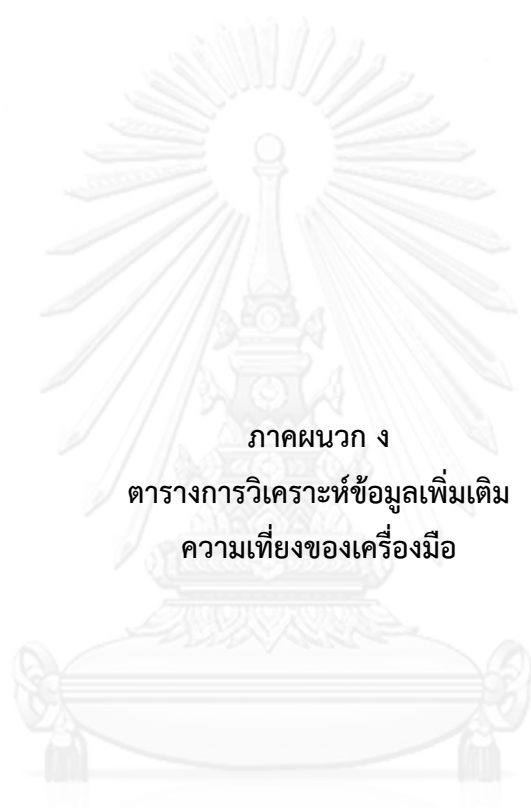 ภาคผนวก ง
ตารางการวิเคราะห์ข้อมูลเพิ่มเติม
ความเที่ยงของเครื่องมือ